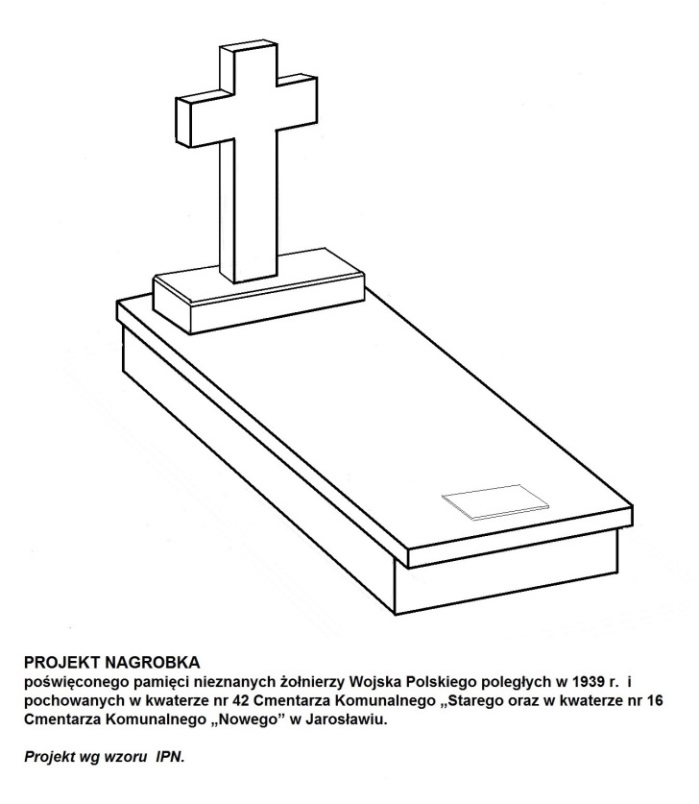 PROJEKT NAGROBKA
poświęconego pamięci nieznanych żołnierzy Wojska Polskiego poległych w 1939 r. i
pochowanych w kwaterze nr 42 Cmentarza Komunalnego „Starego oraz w kwaterze nr 16
Cmentarza Komunalnego „Nowego” w Jarosławiu.
Projekt wg wzoru IPN.